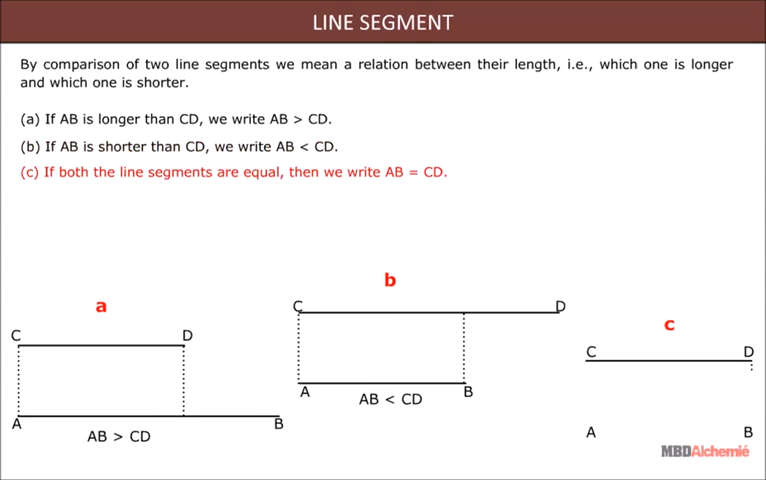 LINE SEGMENT
By comparison of two line segments we mean a relation between their length, i.e., which one is longer
and which one is shorter.
(a) If AB is longer than CD, we write AB > CD.
(b) If AB is shorter than CD, we write AB < CD.
(c) If both the line segments are equal, then we write AB = CD.
a
C D
A B
AB > CD
b
C D
A B
AB < CD
c
C D
A B
MBDAlchemié